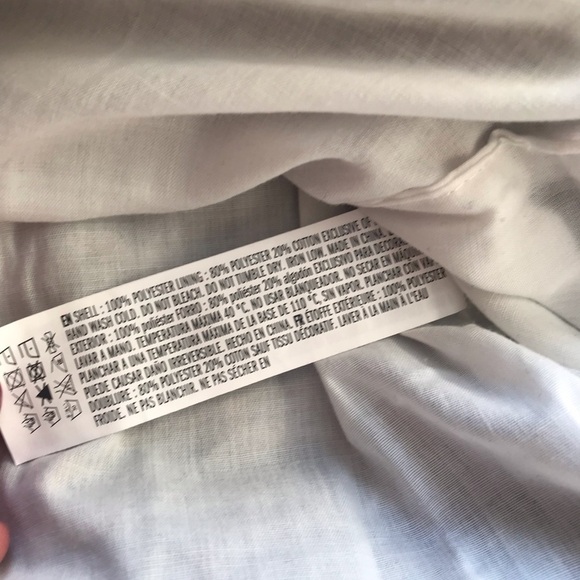 EN SHELL : 100% POLYESTER LINING : 80% POLYESTER 20% COTTON EXCLUSIVE OF
HAND WASH COLD. DO NOT BLEACH. DO NOT TUMBLE DRY. IRON LOW. MADE IN CHINA.
EXTERIOR : 100% poliéster FORRO : 80% poliéster 20% algodón EXCLUSIVO PARA DECORA
LAVAR A MANO. TEMPERATURA MÁXIMA 40 °C. NO USAR BLANQUEADOR. NO SECAR EN MAQ
PLANCHAR A UNA TEMPERATURA MÁXIMA DE LA BASE DE 110 °C, SIN VAPOR. PLANCHAR CON VA
PUEDE CAUSAR DAÑO IRREVERSIBLE. HECHO EN CHINA. FR ÉTOFFE EXTÉRIEURE : 100% POLYESTER
DOUBLURE : 80% POLYESTER 20% COTON SAUF TISSU DÉCORATIF. LAVER À LA MAIN À L'EAU
FROIDE. NE PAS BLANCHIR. NE PAS SÉCHER EN